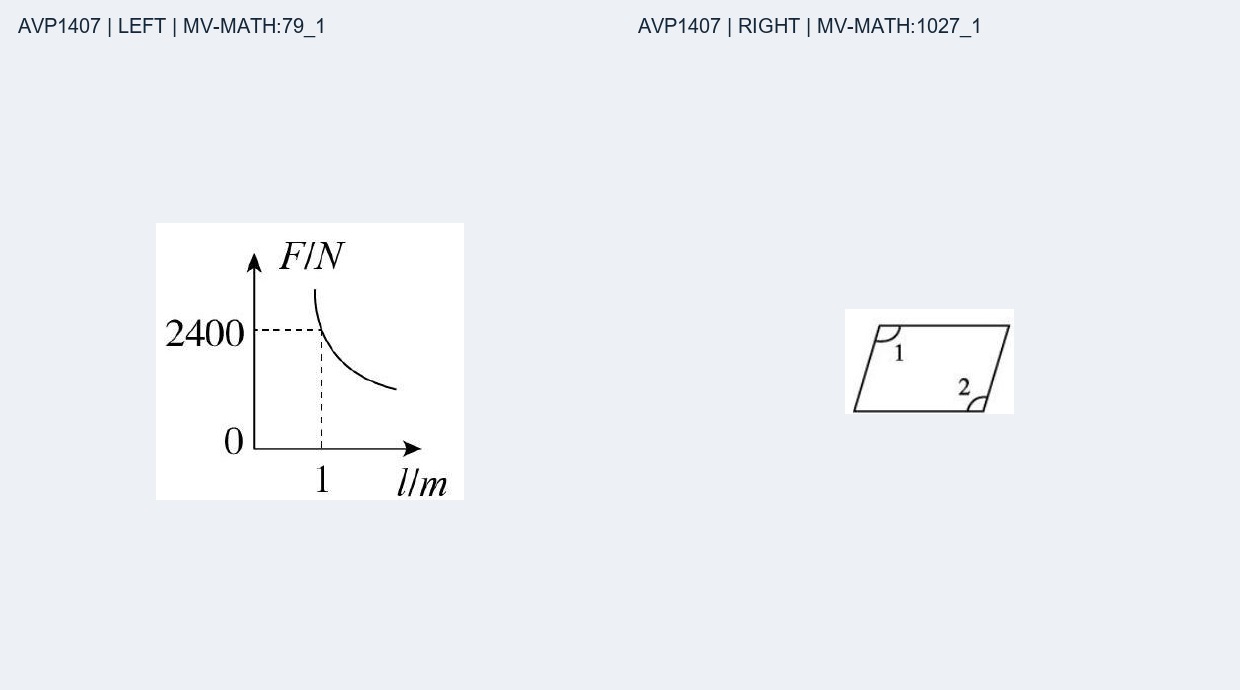 AVP1407 | LEFT | MV-MATH:79_1
AVP1407 | RIGHT | MV-MATH:1027_1
F/N
2400
0
1
l/m
1
2